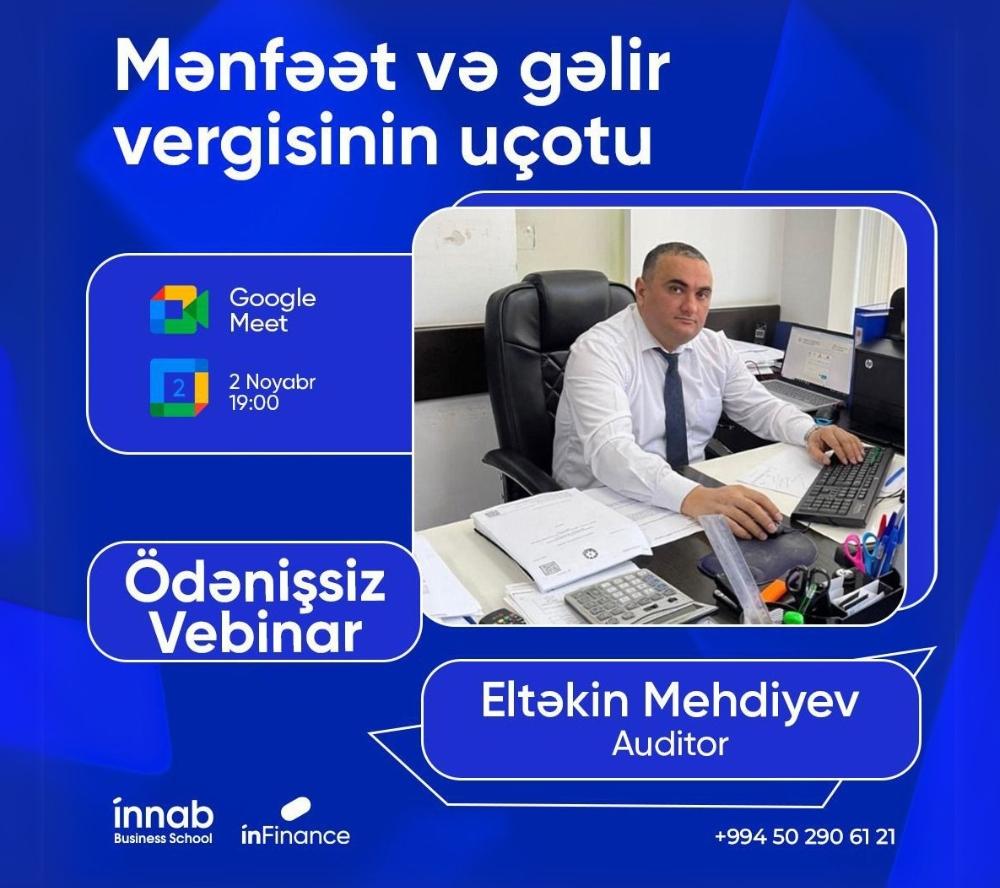 Mənfəət və gəlir
vergisinin uçotu
Google
Meet
2
2 Noyabr
19:00
Ödənişsiz
Vebinar
Eltəkin Mehdiyev
Auditor
innab
Business School
inFinance
+994 50 290 61 21
hp